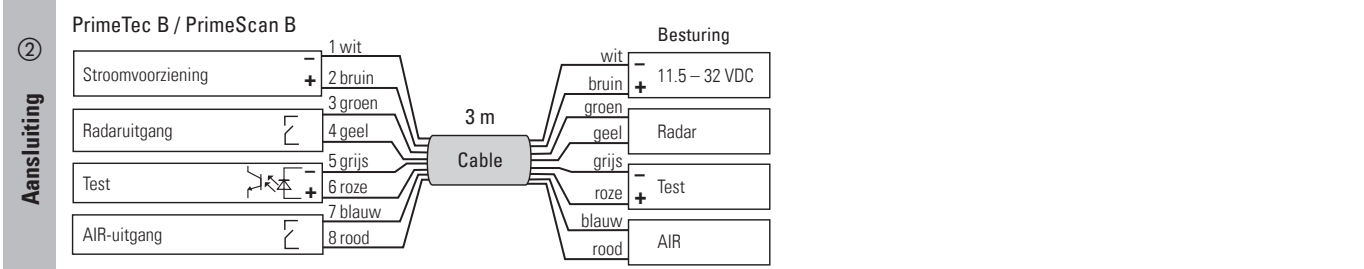 ② Aansluiting
PrimeTec B / PrimeScan B
Stroomvoorziening
–
+
1 wit
2 bruin
Radaruitgang
3 groen
4 geel
Test
–
+
5 grijs
6 roze
AIR-uitgang
7 blauw
8 rood
3 m
Cable
Besturing
wit
bruin
–
+
11.5 – 32 VDC
groen
geel
Radar
grijs
roze
–
+
Test
blauw
rood
AIR